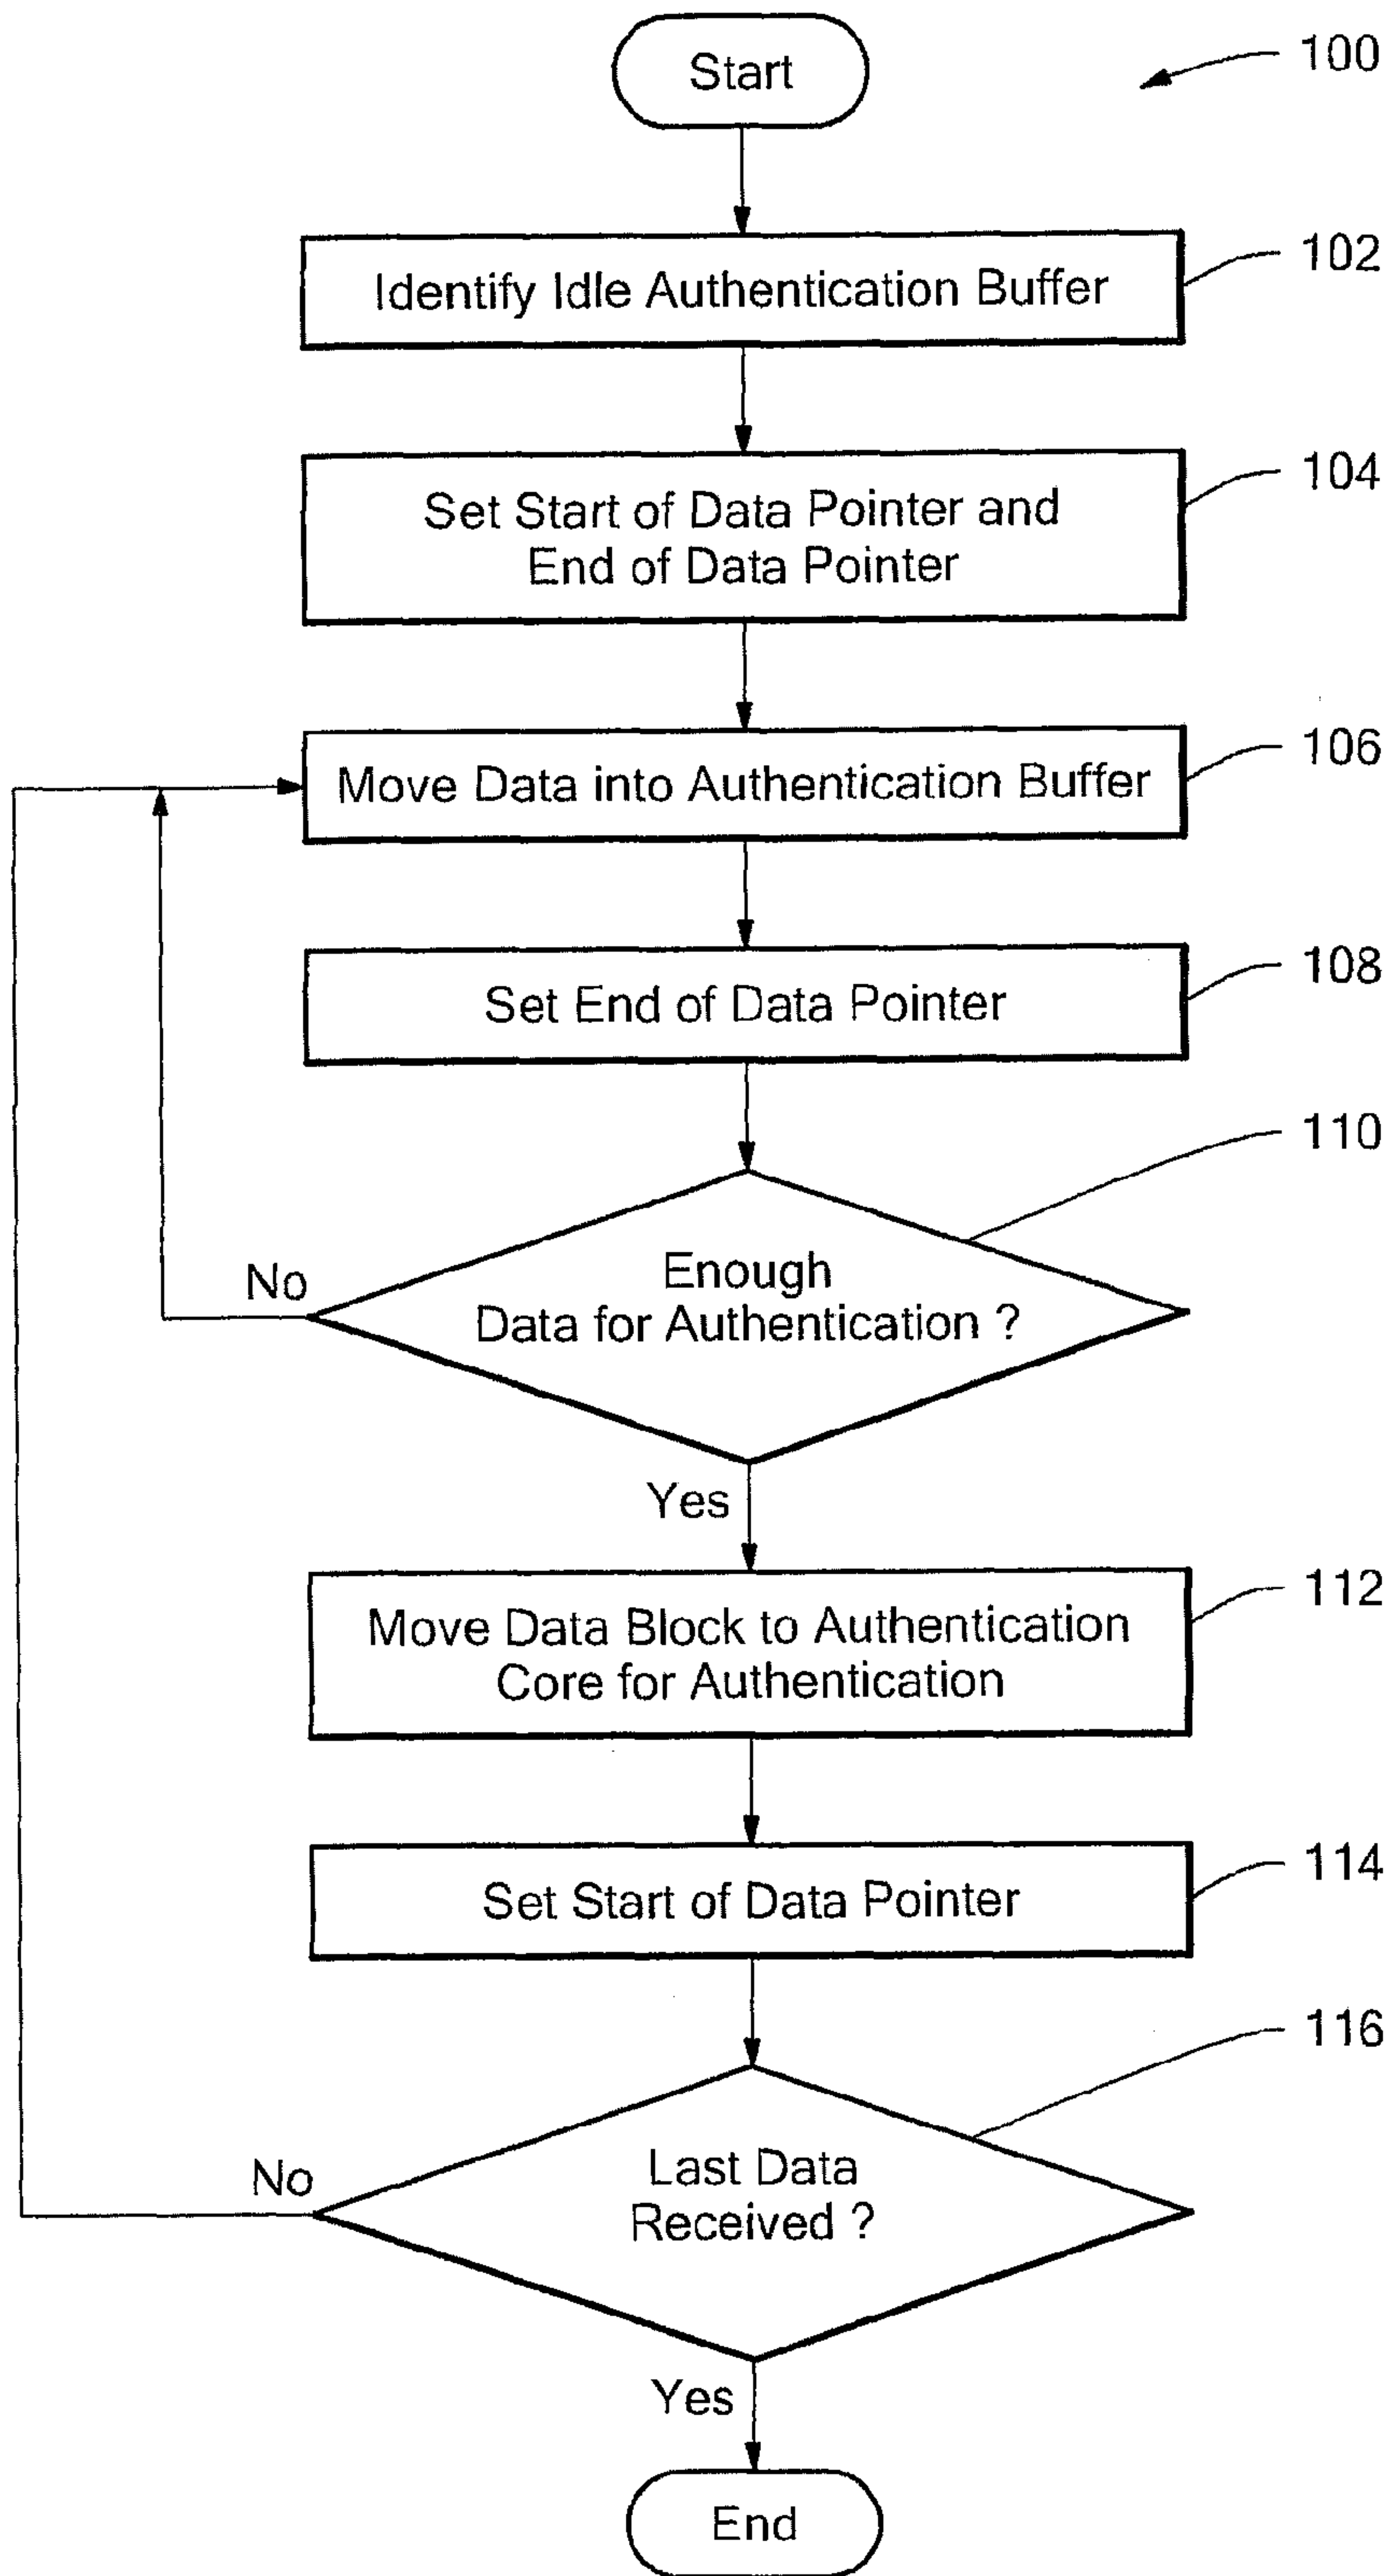 Start
100
Identify Idle Authentication Buffer
102
Set Start of Data Pointer and
End of Data Pointer
104
Move Data into Authentication Buffer
106
Set End of Data Pointer
108
110
Enough
Data for Authentication ?
No
Yes
Move Data Block to Authentication
Core for Authentication
112
Set Start of Data Pointer
114
116
Last Data
Received ?
No
Yes
End